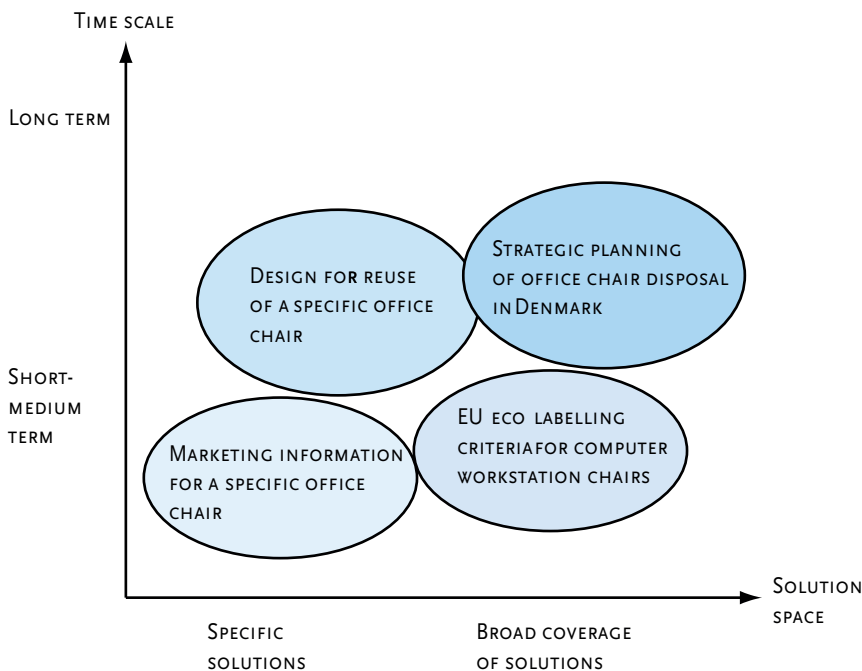 TIME SCALE
LONG TERM
STRATEGIC PLANNING
OF OFFICE CHAIR DISPOSAL
IN DENMARK
DESIGN FOR REUSE
OF A SPECIFIC OFFICE
CHAIR
SHORT-
MEDIUM
TERM
EU ECO LABELLING
CRITERIAFOR COMPUTER
WORKSTATION CHAIRS
MARKETING INFORMATION
FOR A SPECIFIC OFFICE
CHAIR
SOLUTION
SPACE
SPECIFIC
SOLUTIONS
BROAD COVERAGE
OF SOLUTIONS